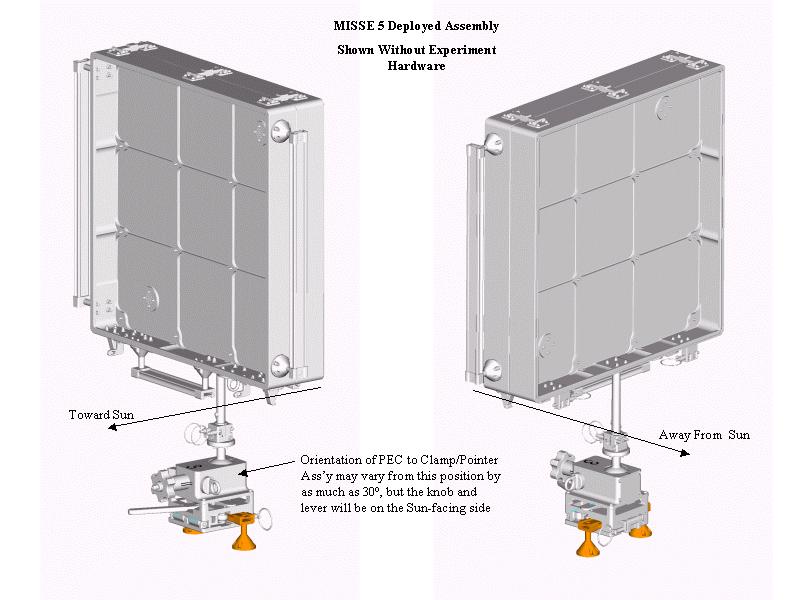 MISSE 5 Deployed Assembly
Shown Without Experiment
Hardware
Toward Sun
Away From Sun
Orientation of PEC to Clamp/Pointer
Ass'y may vary from this position by
as much as 30º, but the knob and
lever will be on the Sun-facing side